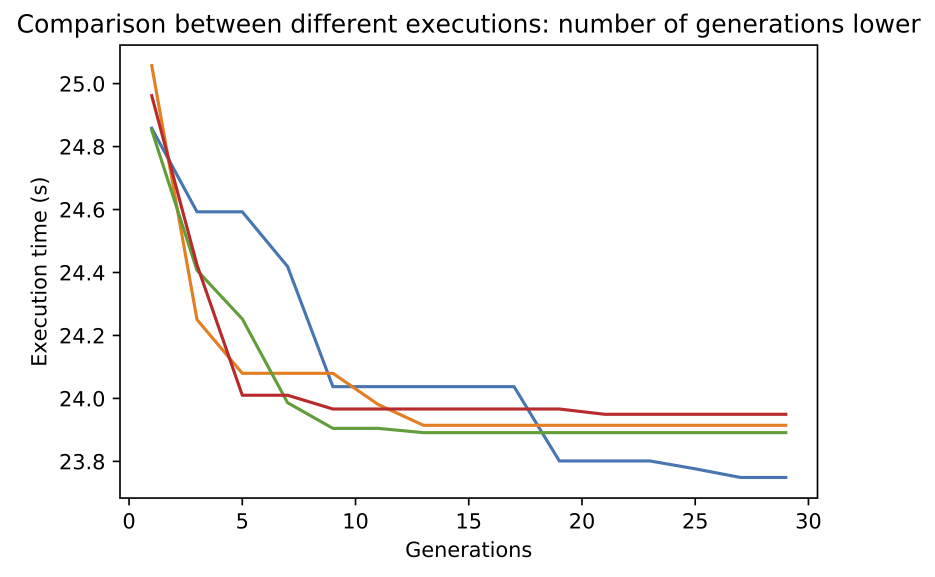 Comparison between different executions: number of generations lower
Execution time (s)
25.0
24.8
24.6
24.4
24.2
24.0
23.8
0 5 10 15 20 25 30
Generations